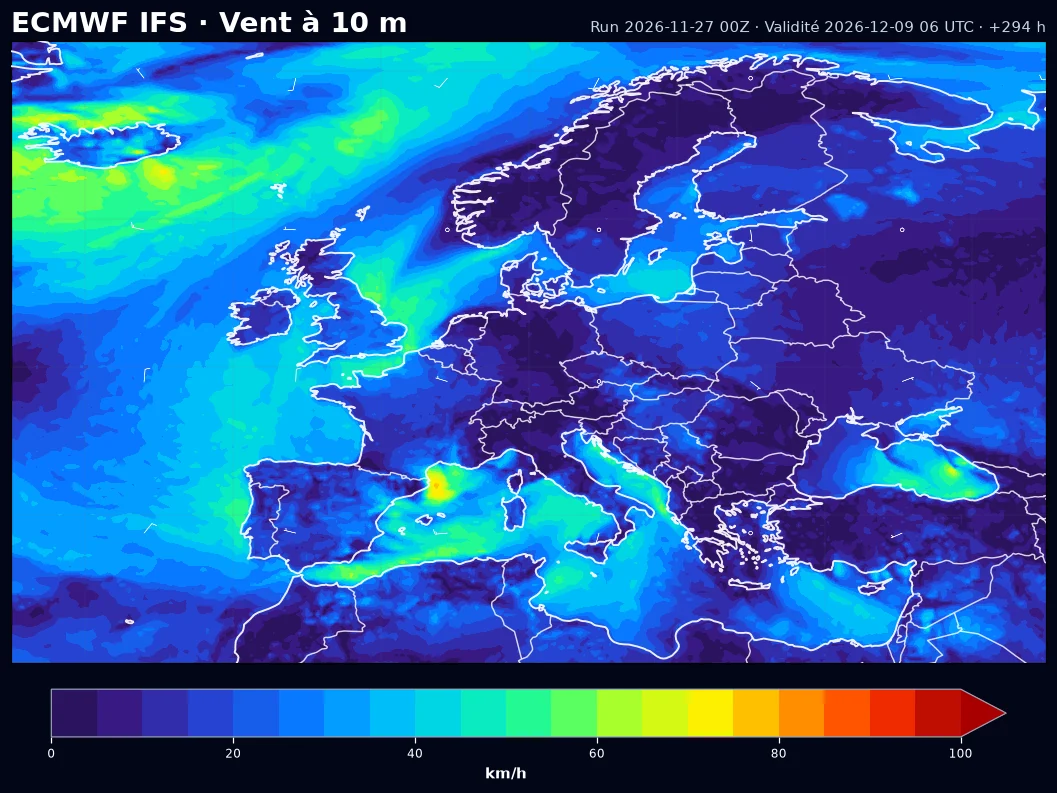 ECMWF IFS · Vent à 10 m
Run 2026-11-27 00Z · Validité 2026-12-09 06 UTC · +294 h
0 20 40 60 80 100
km/h